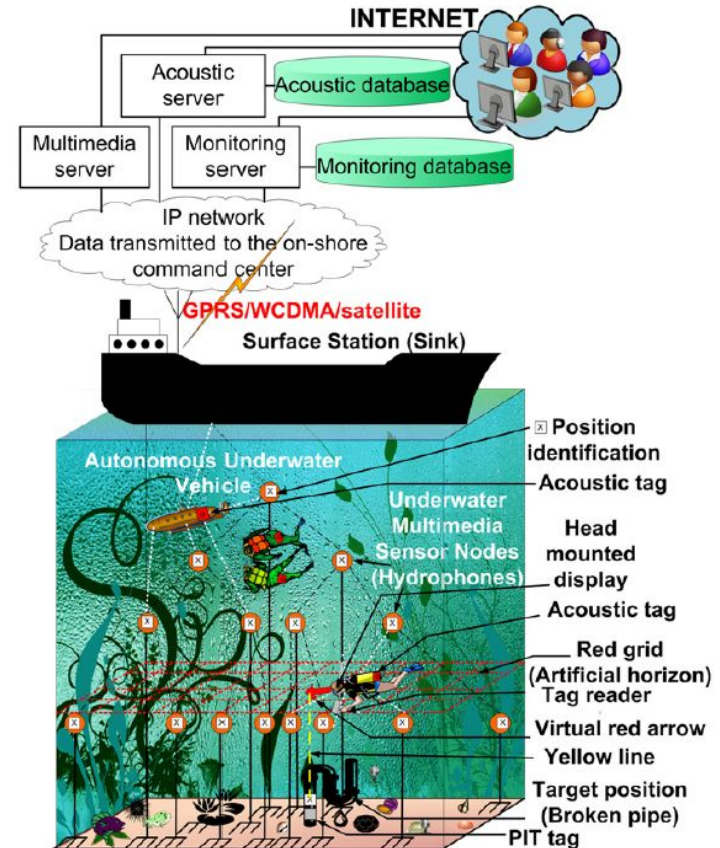 INTERNET
Acoustic
server
Acoustic database
Multimedia
server
Monitoring
server
Monitoring database
IP network
Data transmitted to the on-shore
command center
GPRS/WCDMA/satellite
Surface Station (Sink)
x Position
identification
Autonomous Underwater
Vehicle
Acoustic tag
Underwater
Multimedia
Sensor Nodes
(Hydrophones)
Head
mounted
display
Acoustic tag
Red grid
(Artificial horizon)
Tag reader
Virtual red arrow
Yellow line
Target position
(Broken pipe)
PIT tag